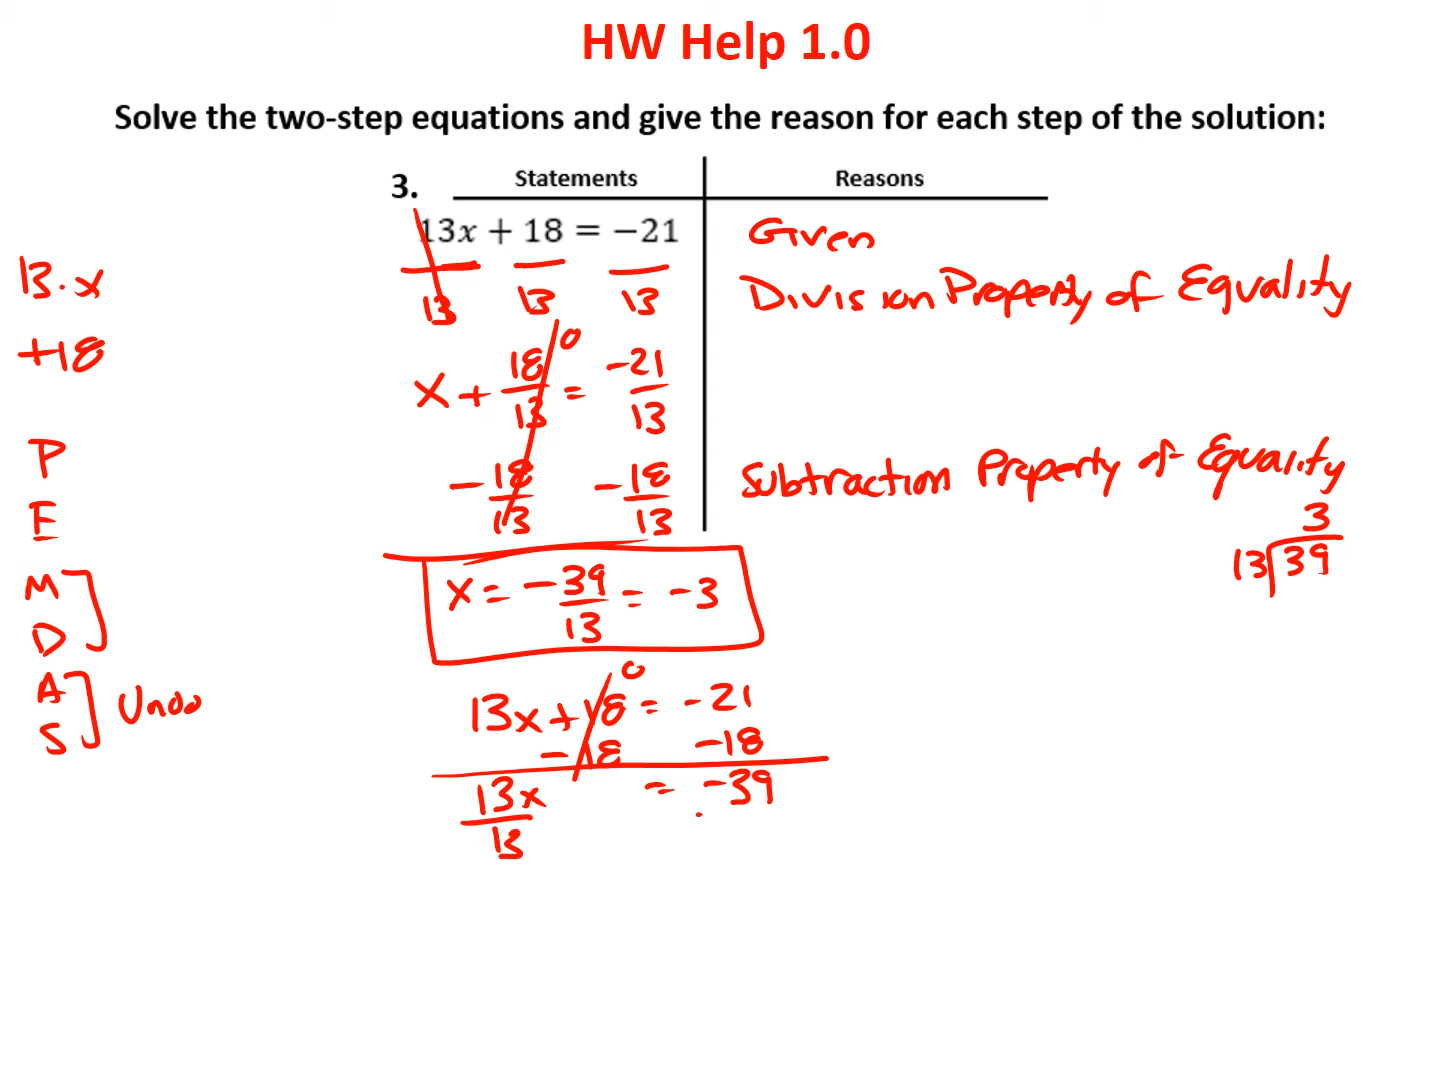 HW Help 1.0
Solve the two-step equations and give the reason for each step of the solution:
3. Statements Reasons
13x + 18 = −21 Given
13 13 13 Division Property of Equality
13 · x
+18
x + 18/13 = -21/13
0
- 18/13 - 18/13 Subtraction Property of Equality
3
13 39
x = - 39/13 = -3
P
E
M
D
A
S
Undo
0
13x + 18 = -21
- 18 -18
13x = -39
13